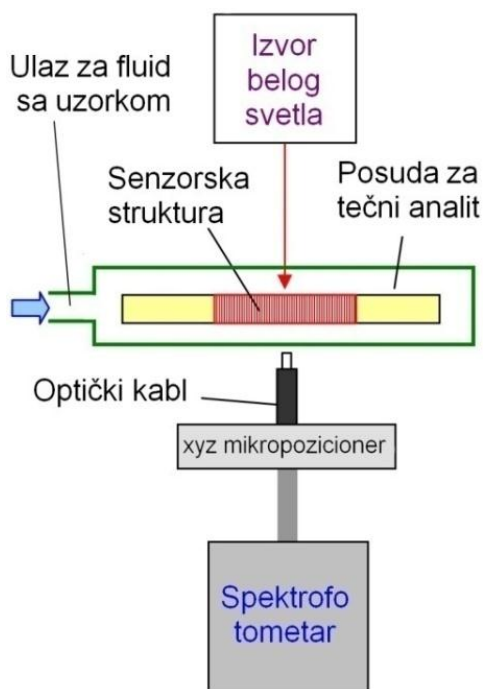 Izvor
belog
svetla
Ulaz za fluid
sa uzorkom
Senzorska
struktura
Posuda za
tečni analit
Optički kabl
xyz mikropozicioner
Spektrofo
tometar